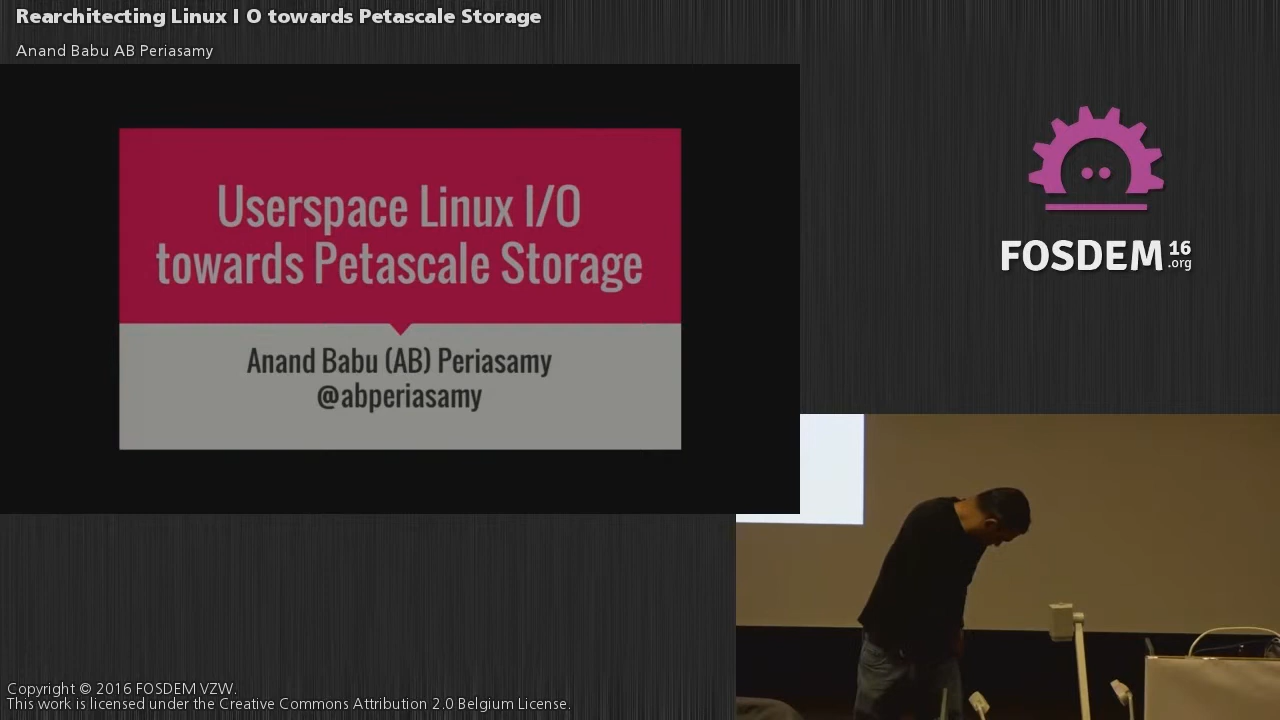 Rearchitecting Linux I O towards Petascale Storage
Anand Babu AB Periasamy
Userspace Linux I/O
towards Petascale Storage
Anand Babu (AB) Periasamy
@abperiasamy
FOSDEM 16
.org
Copyright © 2016 FOSDEM VZW.
This work is licensed under the Creative Commons Attribution 2.0 Belgium License.